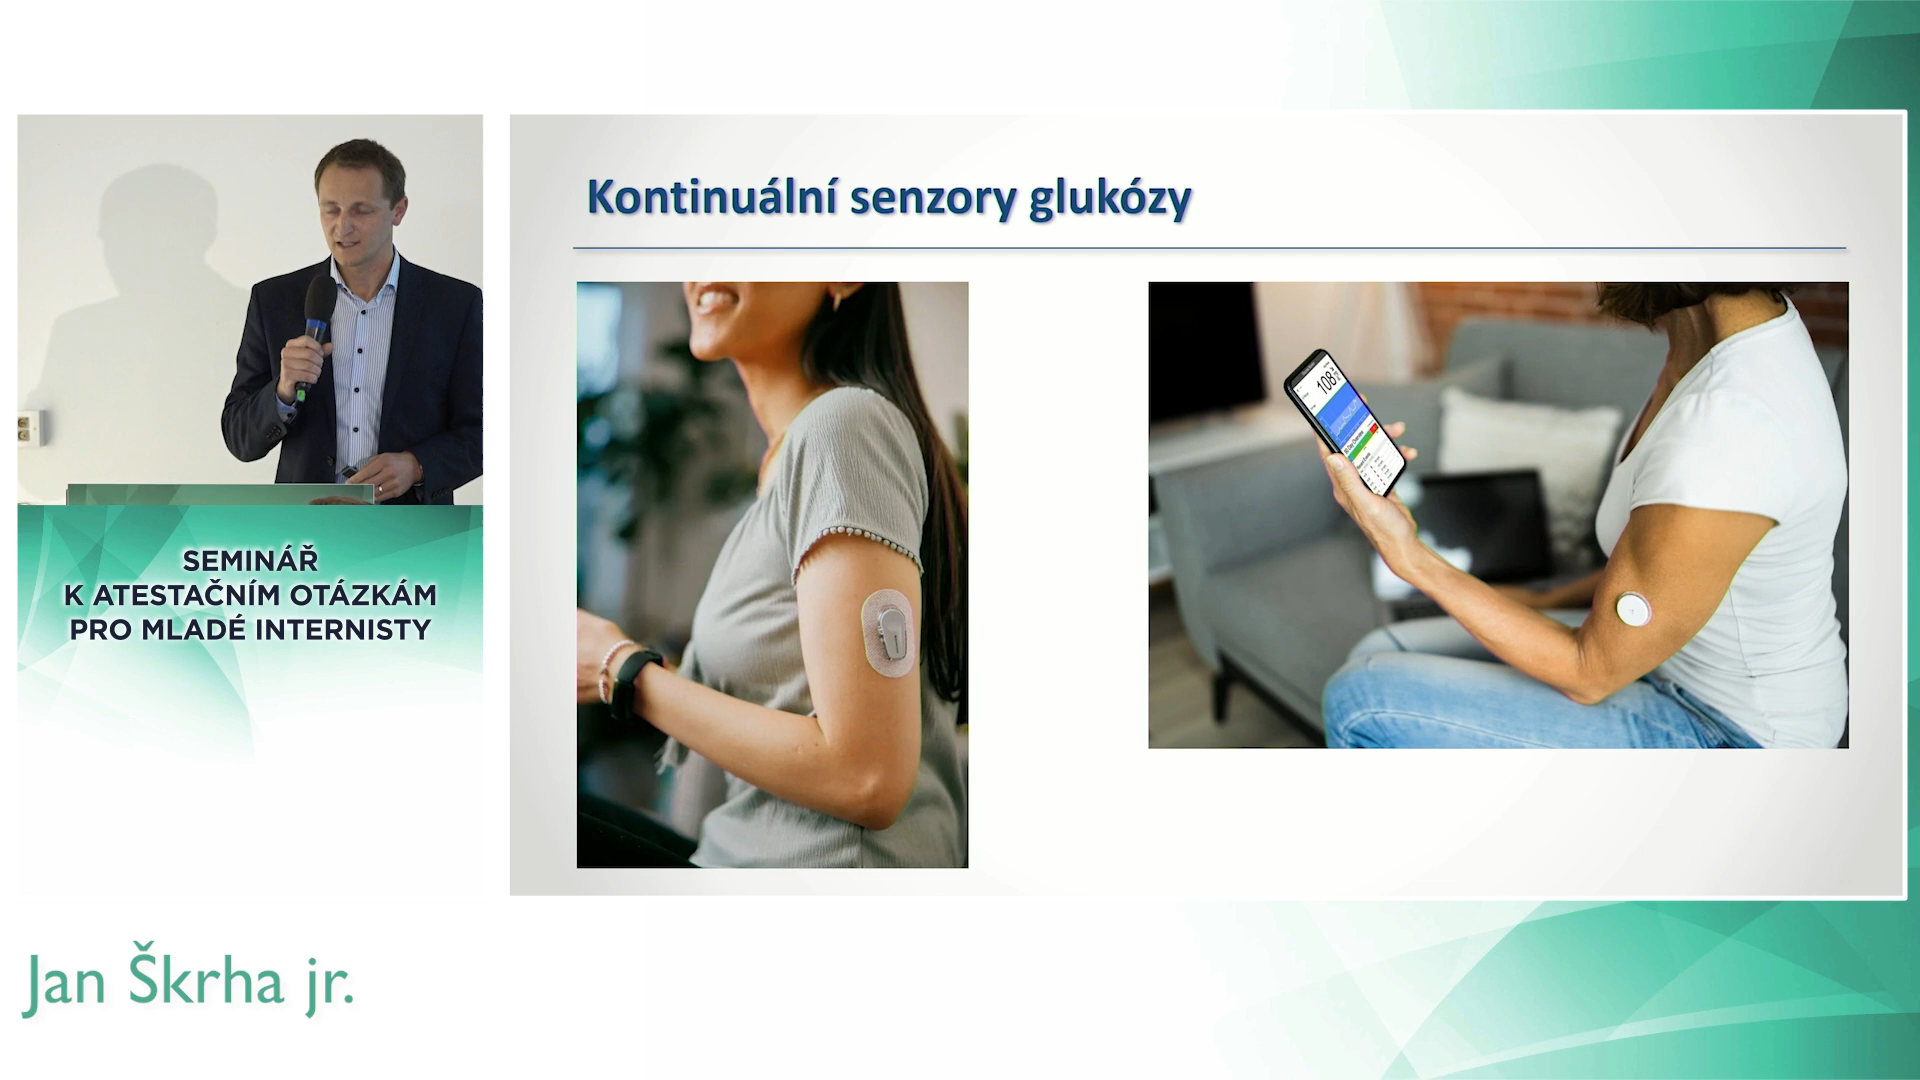 Kontinuální senzory glukózy
108
SEMINÁŘ
K ATESTAČNÍM OTÁZKÁM
PRO MLADÉ INTERNISTY
Jan Škrha jr.